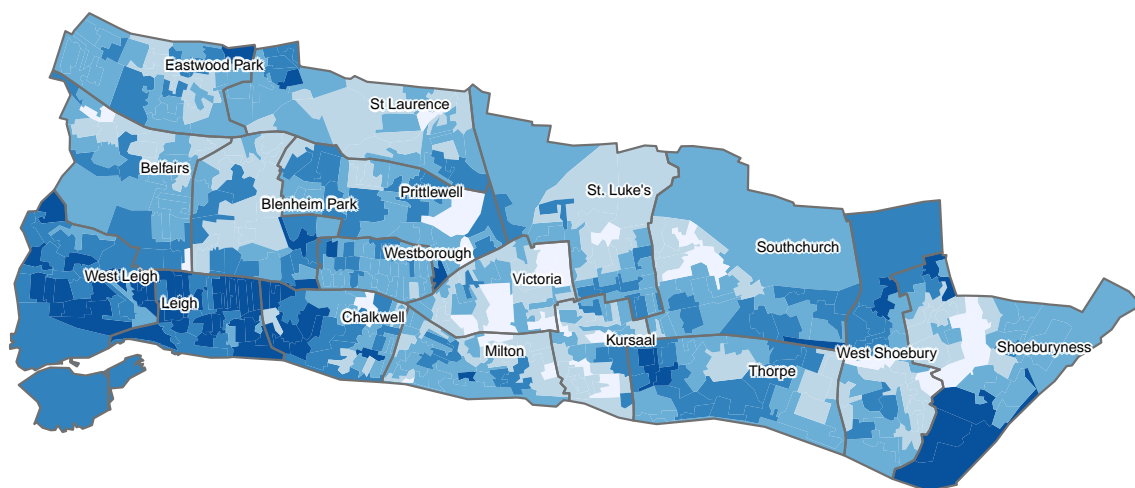 Eastwood Park
St Laurence
Belfairs
Prittlewell
St. Luke's
Blenheim Park
Southchurch
Westborough
West Leigh
Victoria
Leigh
Chalkwell
Kursaal
Shoeburyness
Milton
West Shoebury
Thorpe